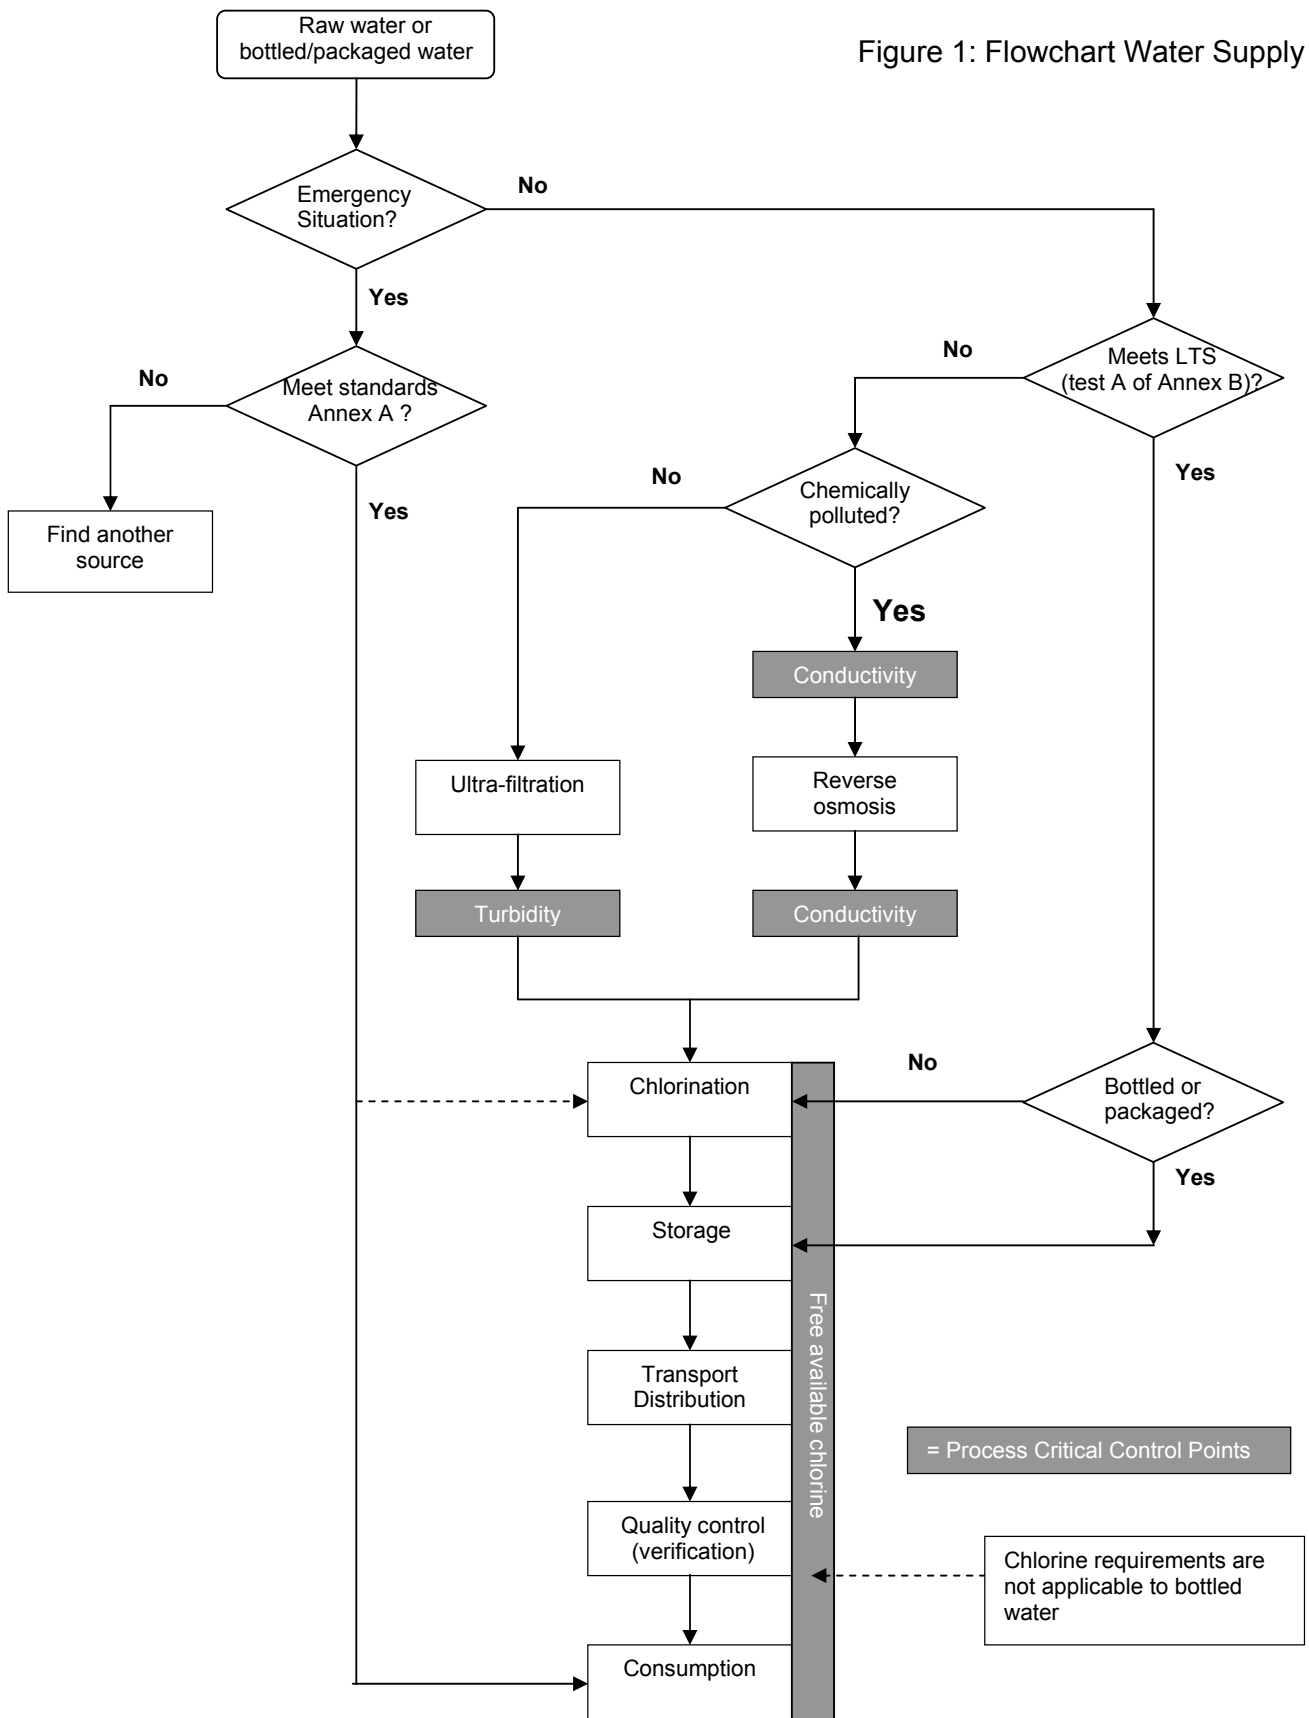 Raw water or
bottled/packaged water
Figure 1: Flowchart Water Supply
Emergency
Situation?
No
Yes
Meet standards
Annex A ?
No
Yes
Find another
source
Meets LTS
(test A of Annex B)?
No
Yes
Chemically
polluted?
No
Yes
Conductivity
Ultra-filtration
Reverse
osmosis
Turbidity
Conductivity
Chlorination
No
Bottled or
packaged?
Yes
Storage
Free available chlorine
Transport
Distribution
= Process Critical Control Points
Quality control
(verification)
Chlorine requirements are
not applicable to bottled
water
Consumption